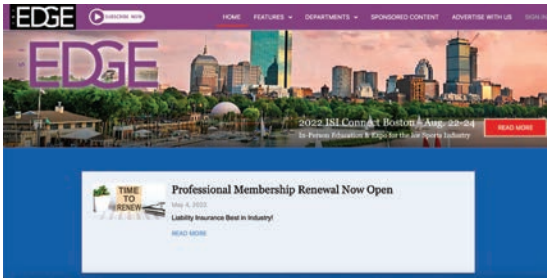 EDGE
SUBSCRIBE NOW
HOME FEATURES DEPARTMENTS SPONSORED CONTENT ADVERTISE WITH US SIGN IN
EDGE
2022 ISI Connect Boston - Aug. 22-24
In-Person Education & Expo for the Ice Sports Industry
READ MORE
TIME
TO
RENEW
Professional Membership Renewal Now Open
May 4, 2022
Liability Insurance Best in Industry!
READ MORE